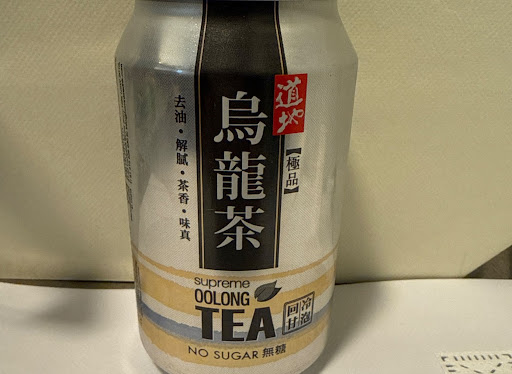 道地
烏龍茶
【極品】
去油・解膩・茶香・味真
supreme
OOLONG
TEA
冷泡
回甘
NO SUGAR 無糖